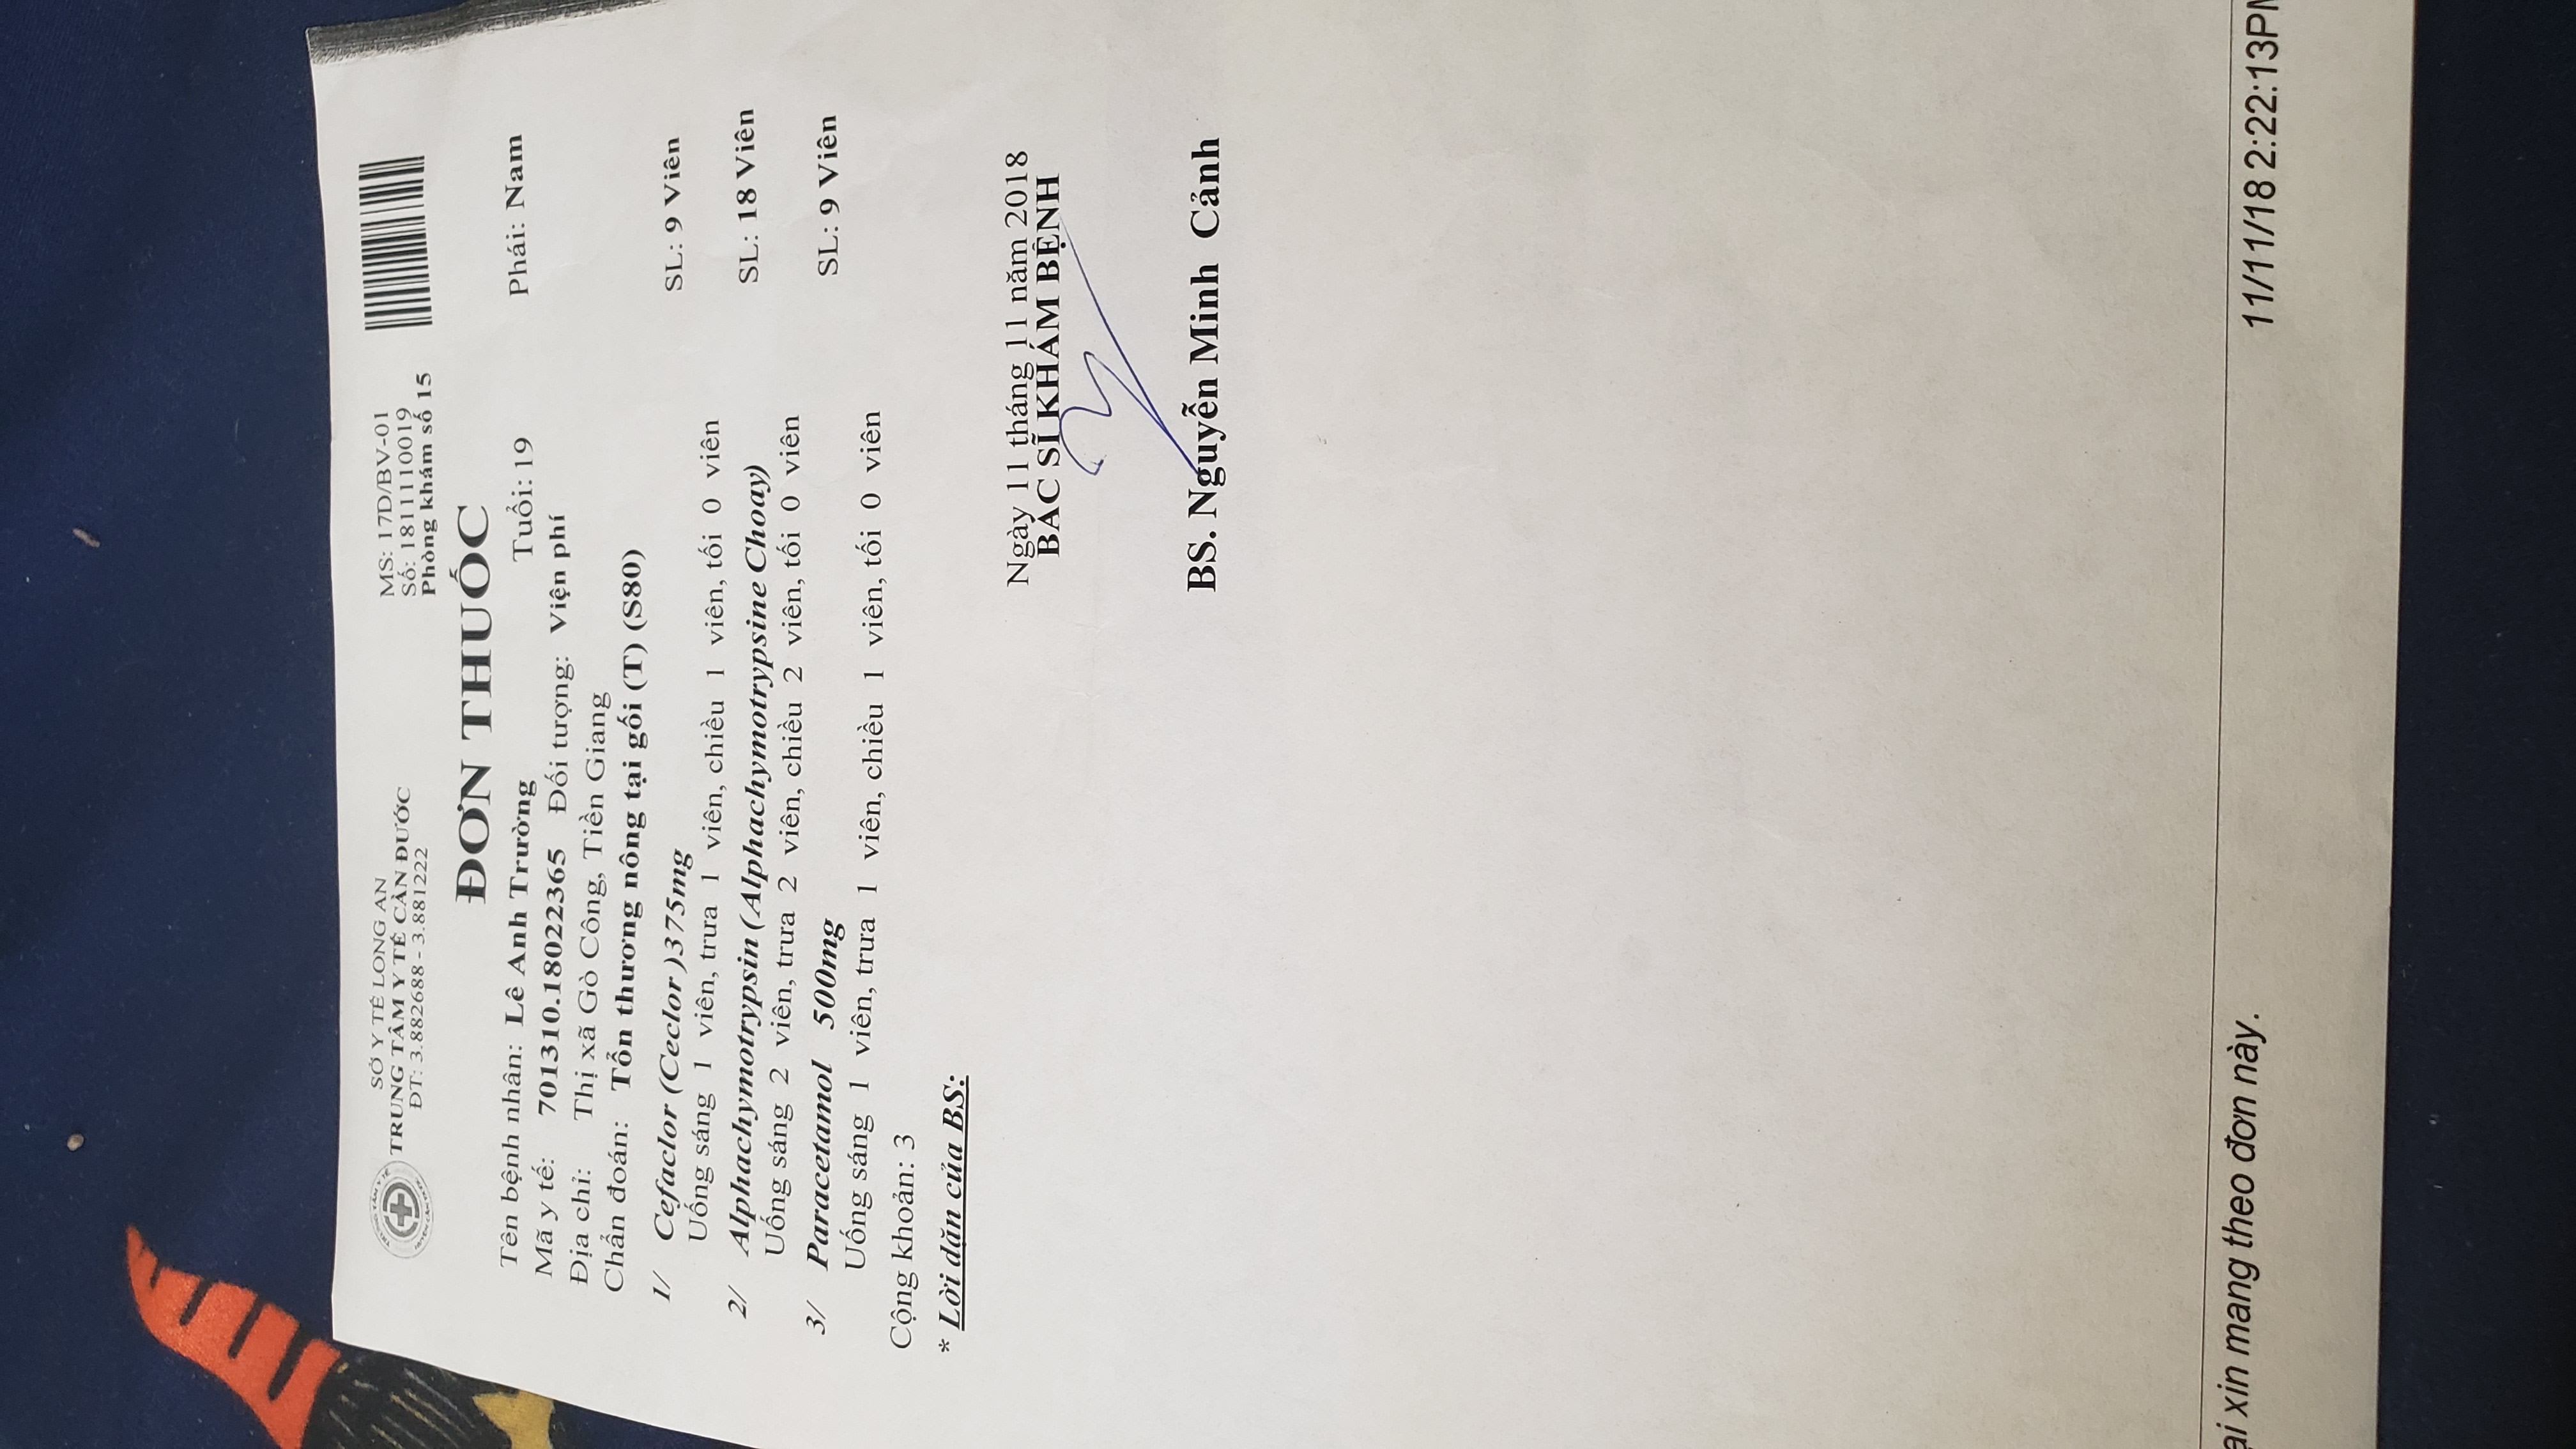 SỞ Y TẾ LONG AN
TRUNG TÂM Y TẾ CẦN ĐƯỚC
ĐT: 3.882688 - 3.881222
MS: 17D/BV-01
Số: 1811110019
Phòng khám số 15
TRUNG TÂM Y TẾ
ĐƠN THUỐC
Tên bệnh nhân: Lê Anh Trường Tuổi: 19 Phái: Nam
Mã y tế: 701310.18022365 Đối tượng: Viện phí
Địa chỉ: Thị xã Gò Công, Tiền Giang
Chẩn đoán: Tổn thương nông tại gối (T) (S80)
1/ Cefaclor (Ceclor )375mg SL: 9 Viên
Uống sáng 1 viên, trưa 1 viên, chiều 1 viên, tối 0 viên
2/ Alphachymotrypsin (Alphachymotrypsine Choay) SL: 18 Viên
Uống sáng 2 viên, trưa 2 viên, chiều 2 viên, tối 0 viên
3/ Paracetamol 500mg SL: 9 Viên
Uống sáng 1 viên, trưa 1 viên, chiều 1 viên, tối 0 viên
Cộng khoản: 3
* Lời dặn của BS:
Ngày 11 tháng 11 năm 2018
BÁC SĨ KHÁM BỆNH
BS. Nguyễn Minh Cảnh
ại xin mang theo đơn này. 11/11/18 2:22:13PM